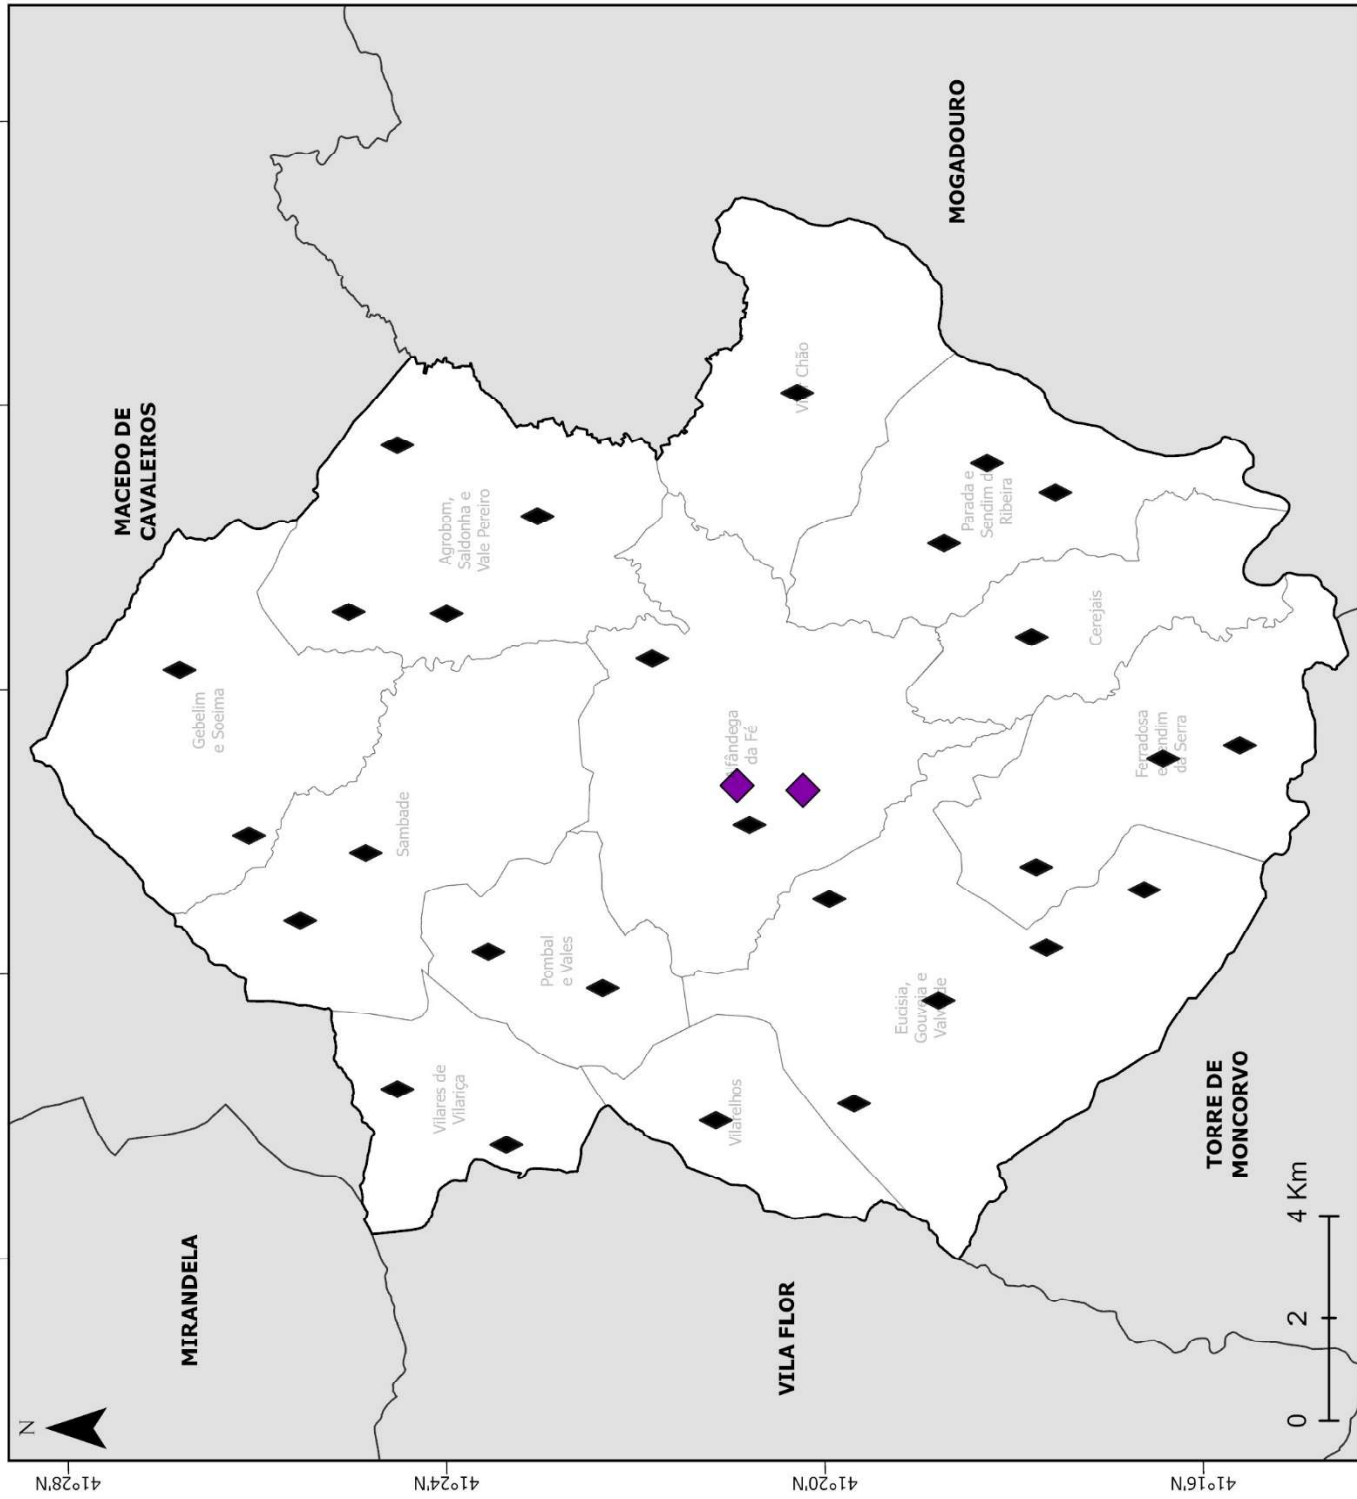 N
41°28'N
41°24'N
41°20'N
41°16'N
MACEDO DE
CAVALEIROS
MIRANDELA
MOGADOURO
VILA FLOR
TORRE DE
MONCORVO
Gebelim
e Soeima
Agrobom,
Saldonha e
Vale Pereiro
Sambade
Vilares de
Vilariça
Pombal
e Vales
Alfândega
da Fé
Vila Chão
Vilarelhos
Parada e
Sendim da
Ribeira
Eucisia,
Gouveia e
Valverde
Cerejais
Ferradosa
e Sendim
da Serra
0 2 4 Km